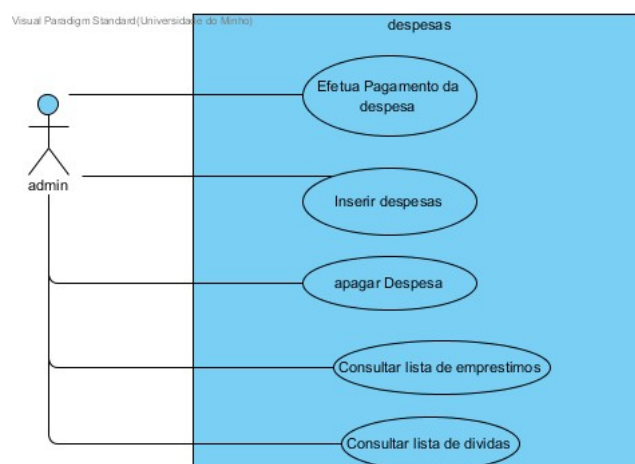 Visual Paradigm Standard(Universidade do Minho)
despesas
Efetua Pagamento da
despesa
admin
Inserir despesas
apagar Despesa
Consultar lista de emprestimos
Consultar lista de dividas